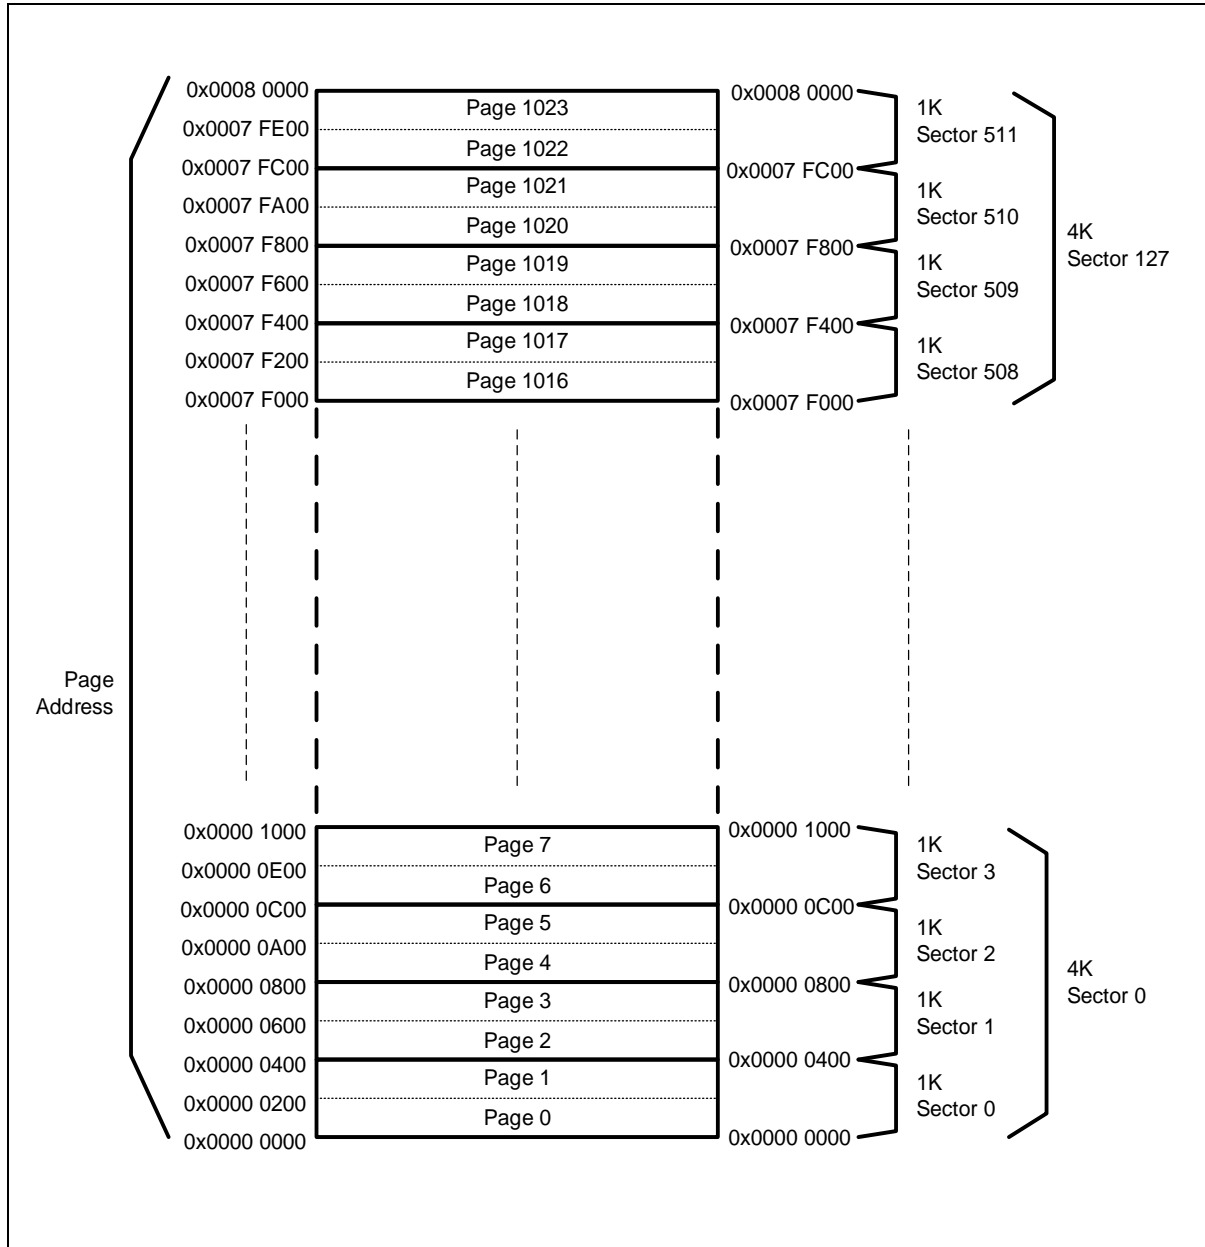 0x0008 0000
Page 1023
0x0008 0000
1K
Sector 511
0x0007 FE00
Page 1022
0x0007 FC00
0x0007 FC00
Page 1021
1K
Sector 510
0x0007 FA00
Page 1020
0x0007 F800
0x0007 F800
4K
Sector 127
Page 1019
1K
Sector 509
0x0007 F600
Page 1018
0x0007 F400
0x0007 F400
Page 1017
1K
Sector 508
0x0007 F200
Page 1016
0x0007 F000
0x0007 F000
Page
Address
0x0000 1000
0x0000 1000
Page 7
1K
Sector 3
0x0000 0E00
Page 6
0x0000 0C00
0x0000 0C00
Page 5
1K
Sector 2
0x0000 0A00
Page 4
4K
Sector 0
0x0000 0800
0x0000 0800
Page 3
1K
Sector 1
0x0000 0600
Page 2
0x0000 0400
0x0000 0400
Page 1
1K
Sector 0
0x0000 0200
Page 0
0x0000 0000
0x0000 0000